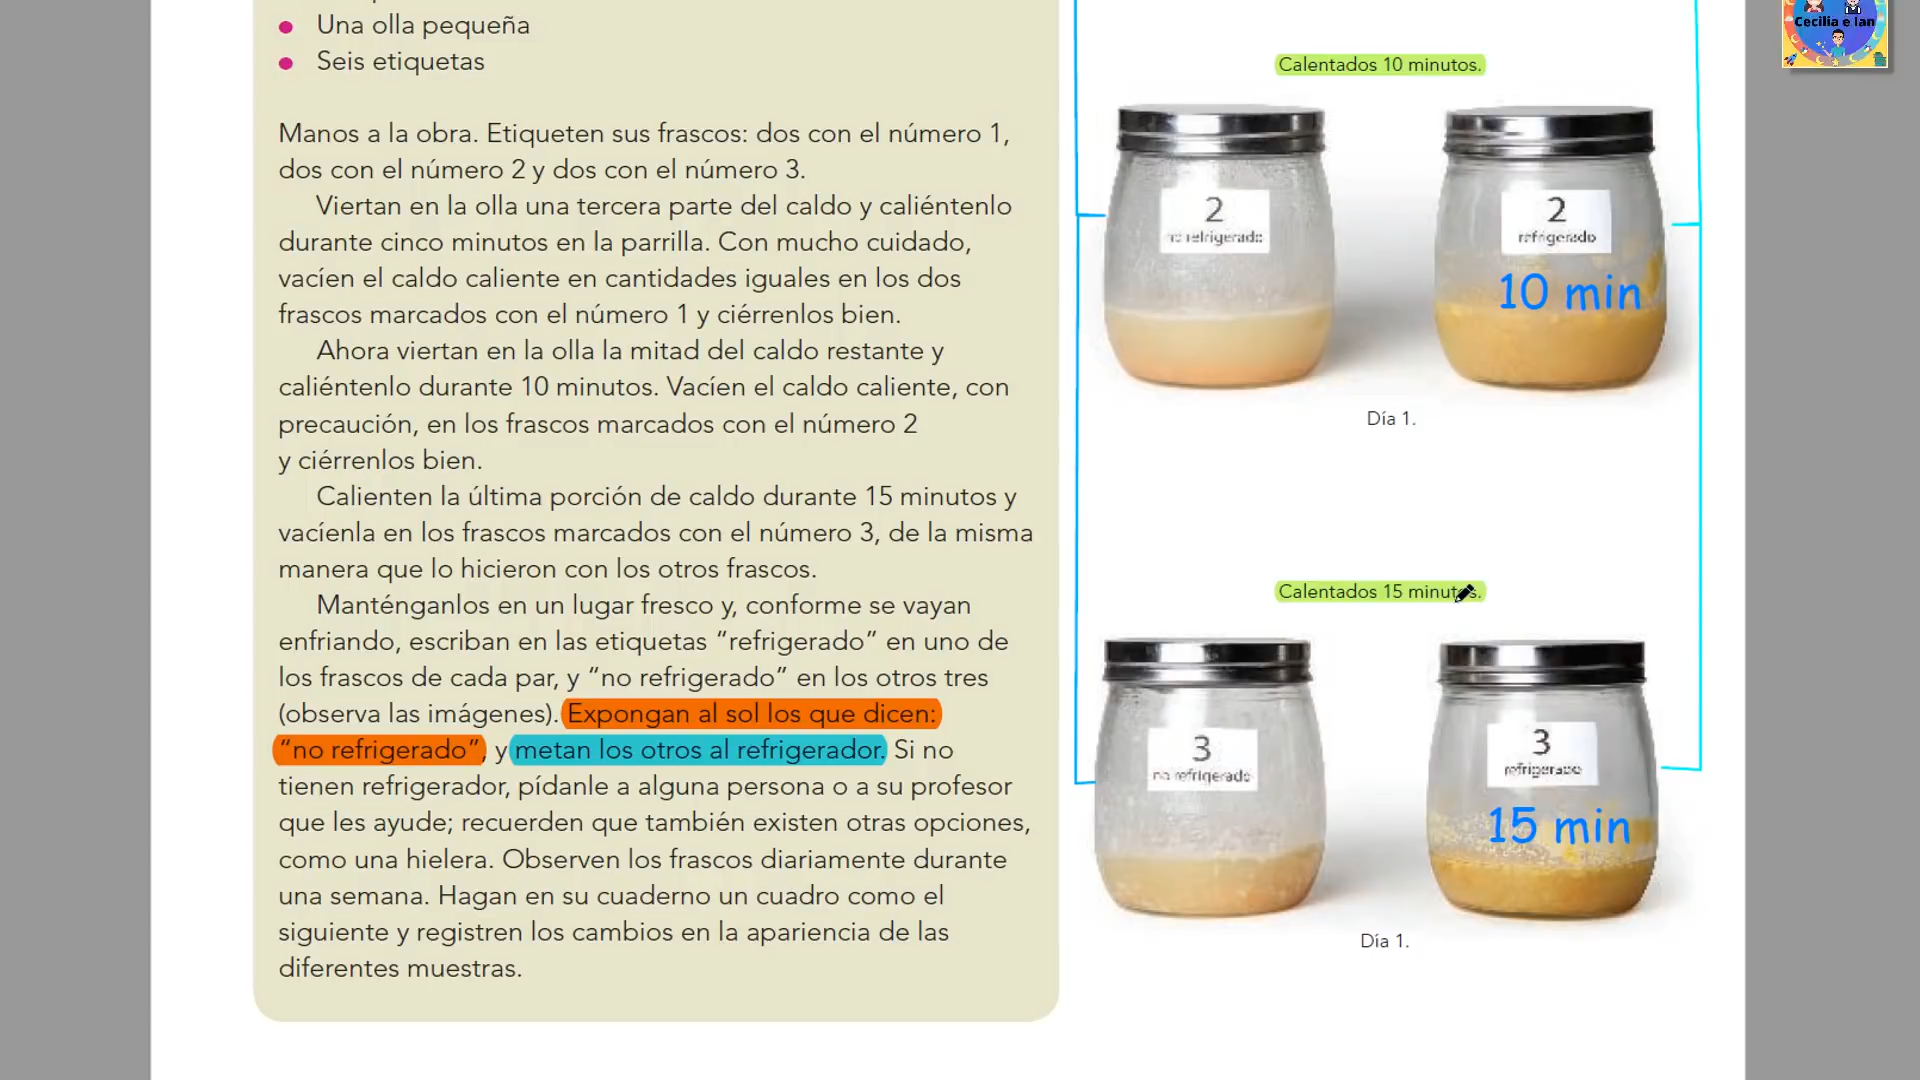 Una olla pequeña
Seis etiquetas
Manos a la obra. Etiqueten sus frascos: dos con el número 1,
dos con el número 2 y dos con el número 3.
Viertan en la olla una tercera parte del caldo y caliéntenlo
durante cinco minutos en la parrilla. Con mucho cuidado,
vacíen el caldo caliente en cantidades iguales en los dos
frascos marcados con el número 1 y ciérrenlos bien.
Ahora viertan en la olla la mitad del caldo restante y
caliéntenlo durante 10 minutos. Vacíen el caldo caliente, con
precaución, en los frascos marcados con el número 2
y ciérrenlos bien.
Calienten la última porción de caldo durante 15 minutos y
vacíenla en los frascos marcados con el número 3, de la misma
manera que lo hicieron con los otros frascos.
Manténganlos en un lugar fresco y, conforme se vayan
enfriando, escriban en las etiquetas “refrigerado” en uno de
los frascos de cada par, y “no refrigerado” en los otros tres
(observa las imágenes). Expongan al sol los que dicen:
“no refrigerado”, y metan los otros al refrigerador. Si no
tienen refrigerador, pídanle a alguna persona o a su profesor
que les ayude; recuerden que también existen otras opciones,
como una hielera. Observen los frascos diariamente durante
una semana. Hagan en su cuaderno un cuadro como el
siguiente y registren los cambios en la apariencia de las
diferentes muestras.
Cecilia e Ian
Calentados 10 minutos.
2
no refrigerado
2
refrigerado
10 min
Día 1.
Calentados 15 minutos.
3
no refrigerado
3
refrigerado
15 min
Día 1.